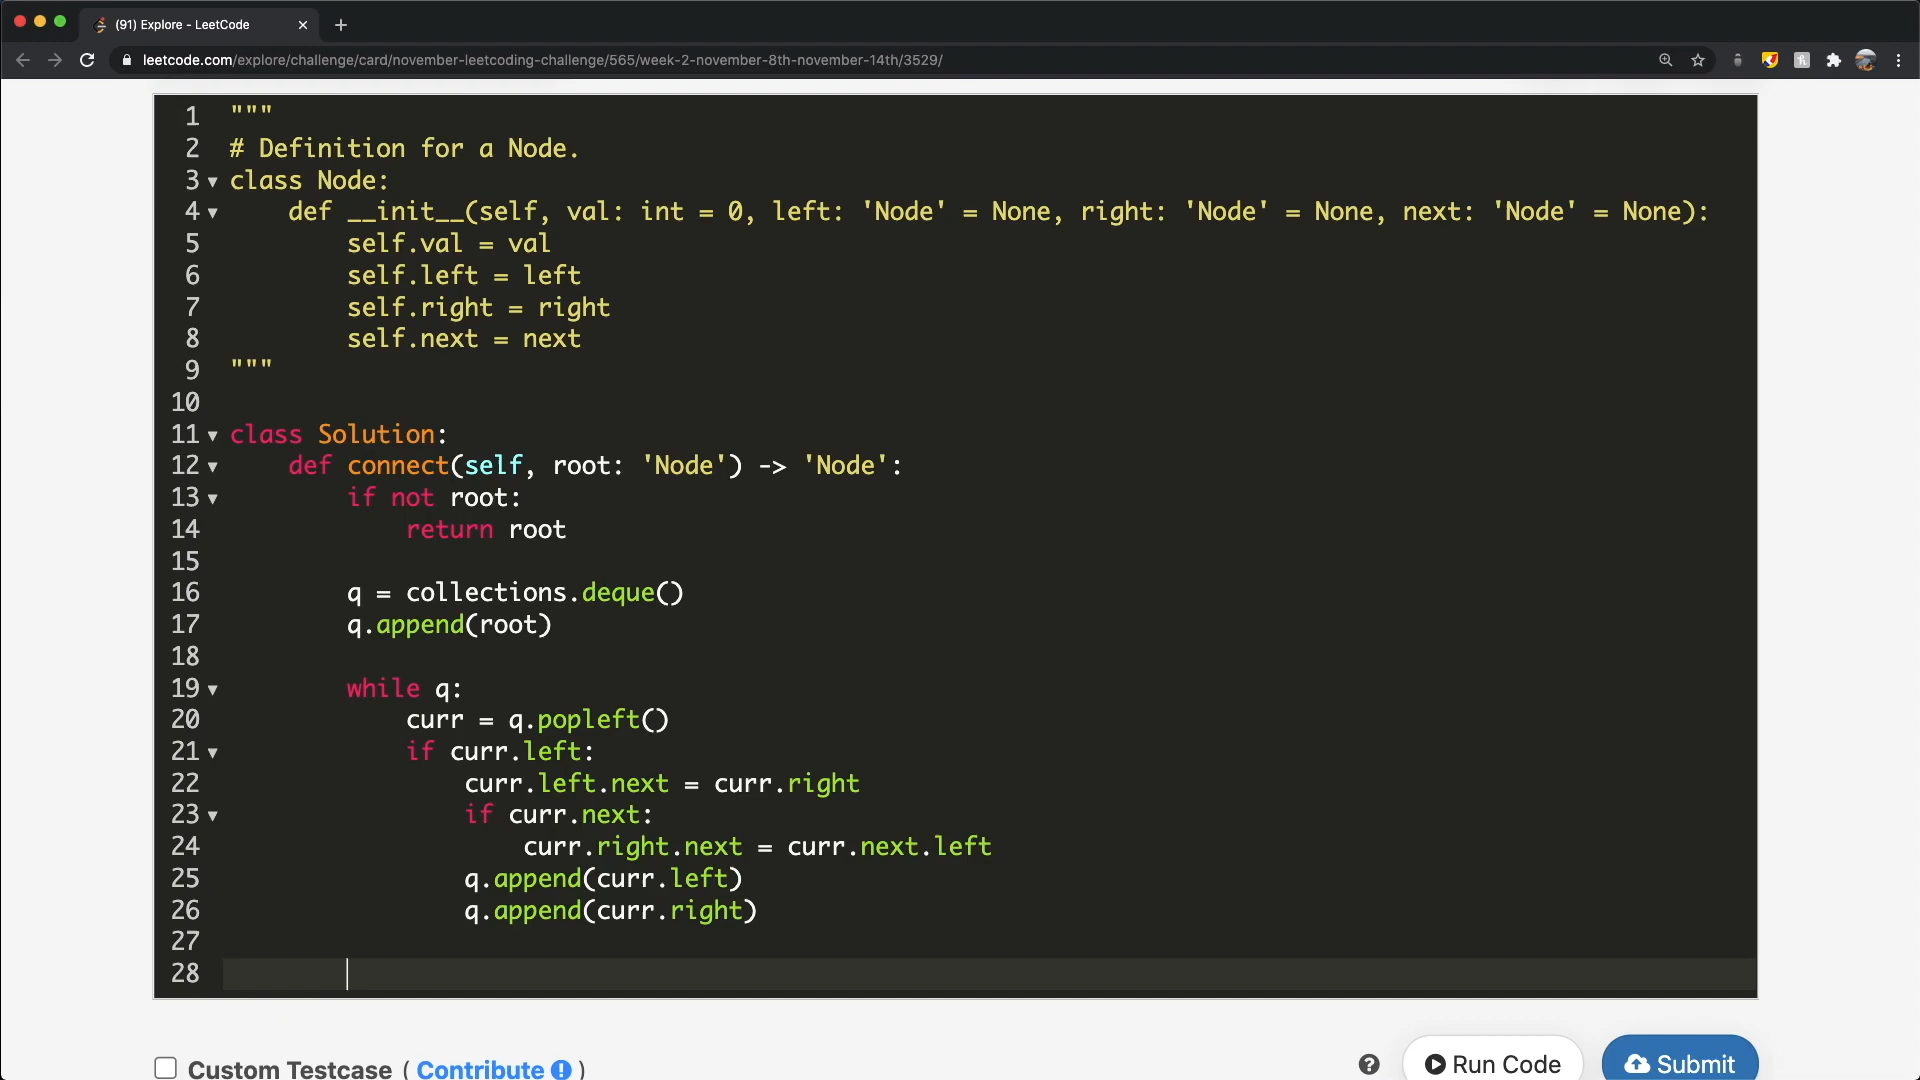 (91) Explore - LeetCode
leetcode.com/explore/challenge/card/november-leetcoding-challenge/565/week-2-november-8th-november-14th/3529/
1 """
2 # Definition for a Node.
3 class Node:
4     def __init__(self, val: int = 0, left: 'Node' = None, right: 'Node' = None, next: 'Node' = None):
5         self.val = val
6         self.left = left
7         self.right = right
8         self.next = next
9 """
10
11 class Solution:
12     def connect(self, root: 'Node') -> 'Node':
13         if not root:
14             return root
15
16         q = collections.deque()
17         q.append(root)
18
19         while q:
20             curr = q.popleft()
21             if curr.left:
22                 curr.left.next = curr.right
23                 if curr.next:
24                     curr.right.next = curr.next.left
25                 q.append(curr.left)
26                 q.append(curr.right)
27
28
Custom Testcase ( Contribute ! )
? Run Code Submit